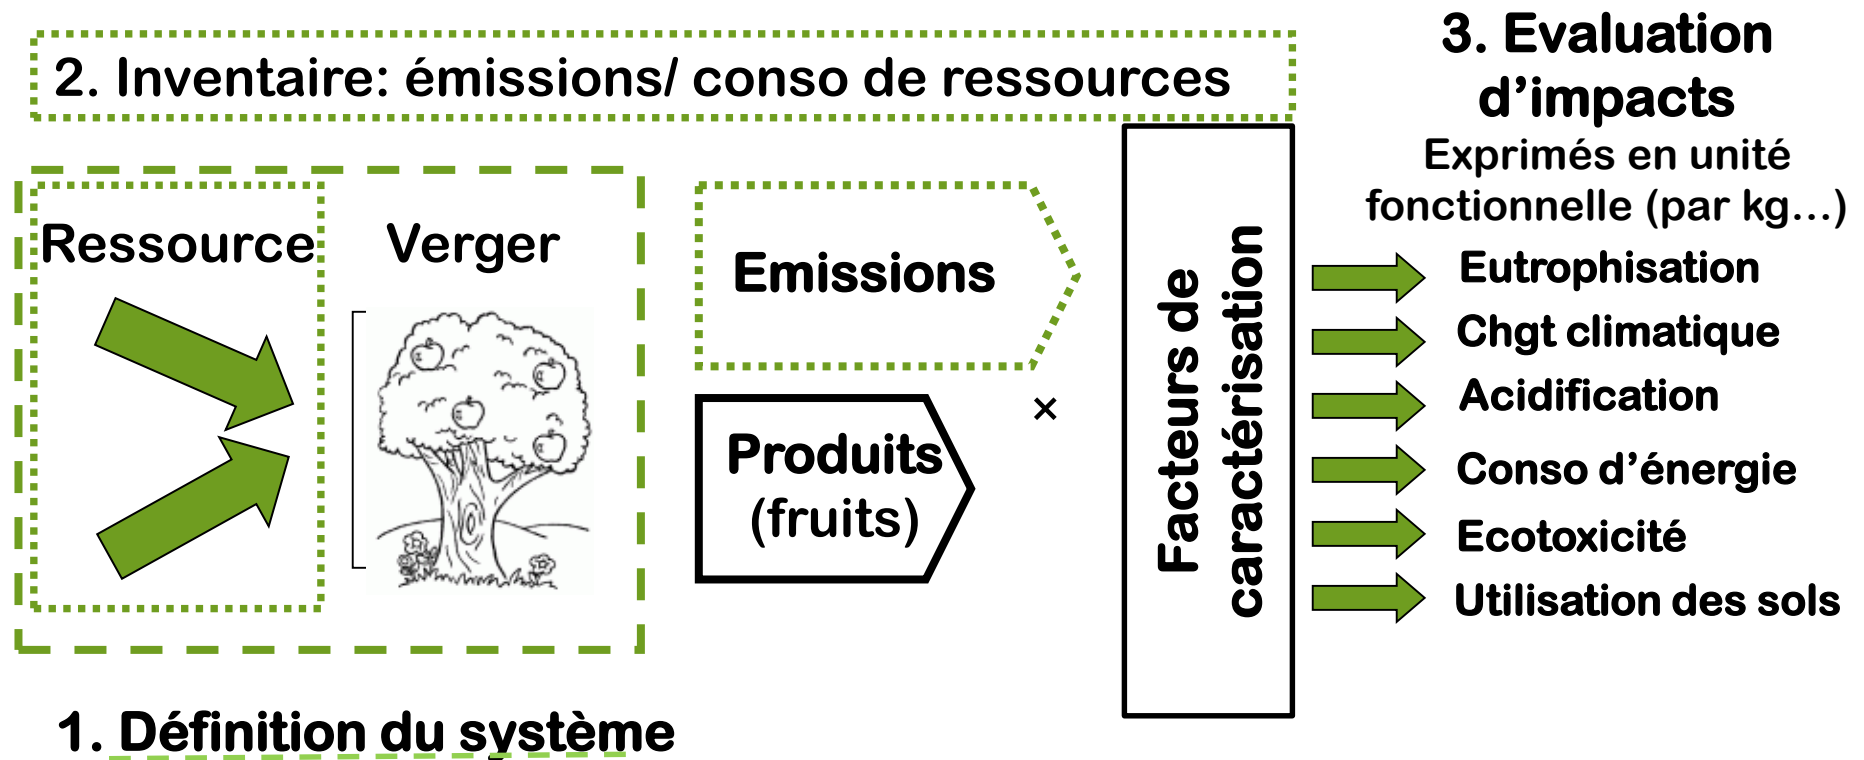 2. Inventaire: émissions/ conso de ressources
3. Evaluation
d’impacts
Exprimés en unité
fonctionnelle (par kg...)
Ressource
Verger
Emissions
Produits
(fruits)
×
Facteurs de
caractérisation
Eutrophisation
Chgt climatique
Acidification
Conso d’énergie
Ecotoxicité
Utilisation des sols
1. Définition du système